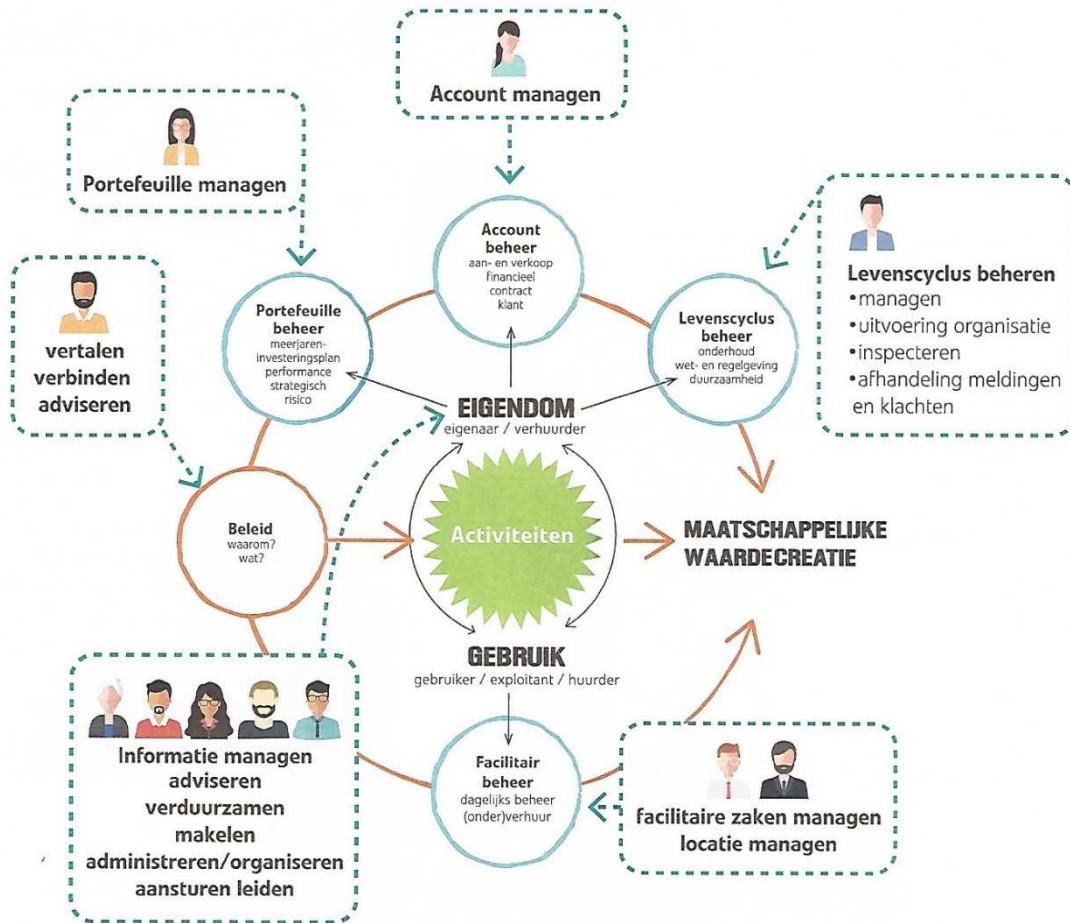 Account managen
Portefeuille managen
Account
beheer
aan- en verkoop
financieel
contract
klant
Levenscyclus beheren
•managen
•uitvoering organisatie
•inspecteren
•afhandeling meldingen
en klachten
vertalen
verbinden
adviseren
Portefeuille
beheer
meerjaren-
investeringsplan
performance
strategisch
risico
Levenscyclus
beheer
onderhoud
wet- en regelgeving
duurzaamheid
EIGENDOM
eigenaar / verhuurder
Beleid
waarom?
wat?
Activiteiten
MAATSCHAPPELIJKE
WAARDECREATIE
GEBRUIK
gebruiker / exploitant / huurder
Informatie managen
adviseren
verduurzamen
makelen
administreren/organiseren
aansturen leiden
Facilitair
beheer
dagelijks beheer
(onder)verhuur
facilitaire zaken managen
locatie managen